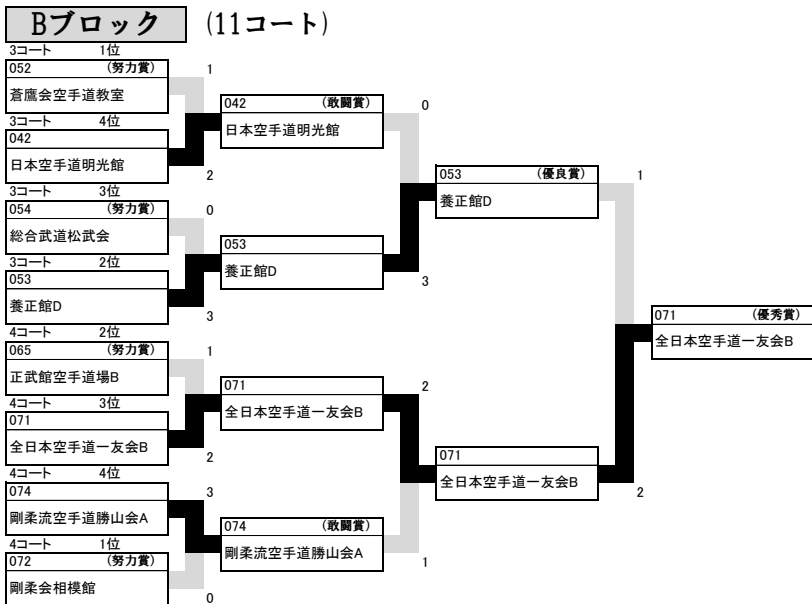 Bブロック (11コート)
3コート 1位
052 (努力賞)
蒼鷹会空手道教室
1
3コート 4位
042
日本空手道明光館
2
042 (敢闘賞)
日本空手道明光館
0
3コート 3位
054 (努力賞)
総合武道松武会
0
3コート 2位
053
養正館D
3
053
養正館D
3
053 (優良賞)
養正館D
1
4コート 2位
065 (努力賞)
正武館空手道場B
1
4コート 3位
071
全日本空手道一友会B
2
071
全日本空手道一友会B
2
4コート 4位
074
剛柔流空手道勝山会A
3
4コート 1位
072 (努力賞)
剛柔会相模館
0
074 (敢闘賞)
剛柔流空手道勝山会A
1
071
全日本空手道一友会B
2
071 (優秀賞)
全日本空手道一友会B